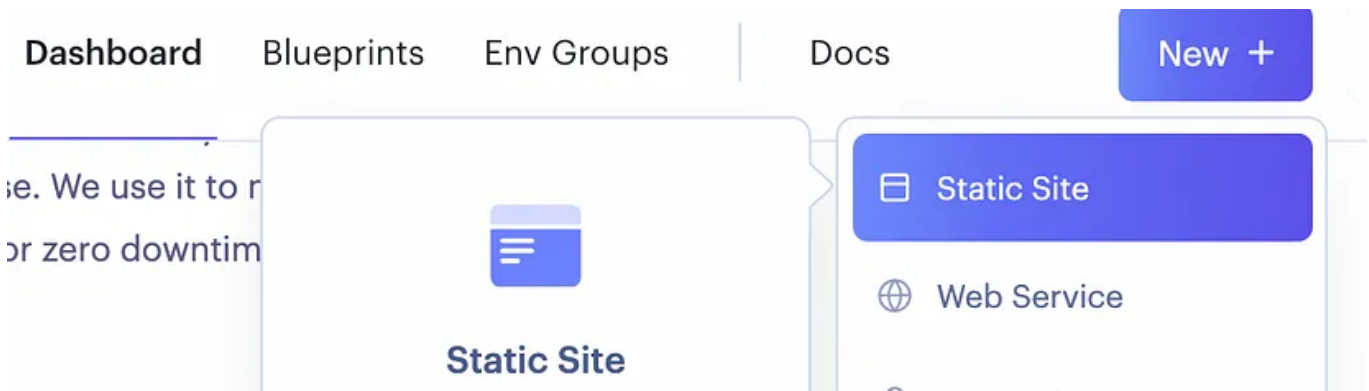 Dashboard Blueprints Env Groups Docs New +
se. We use it to r
or zero downtim
Static Site
Static Site
Web Service